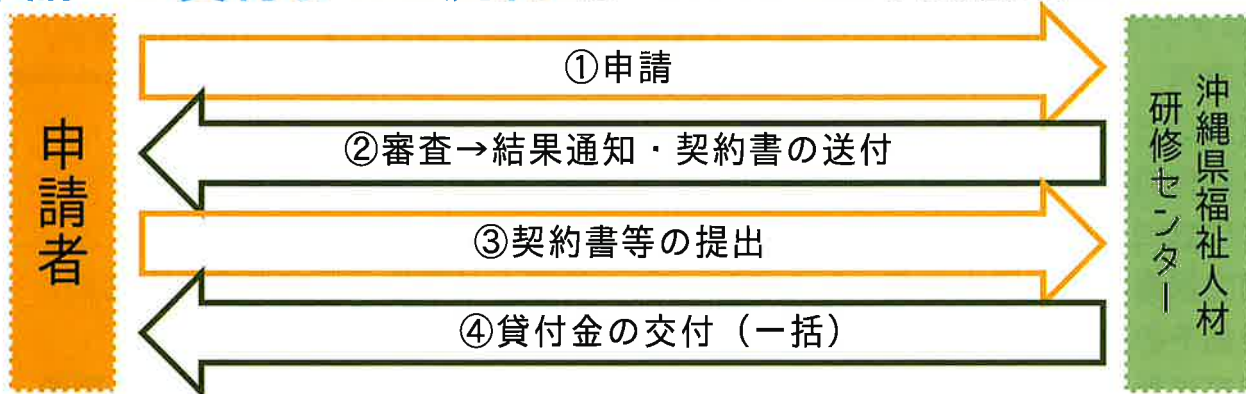 申請者
①申請
②審査→結果通知・契約書の送付
③契約書等の提出
④貸付金の交付（一括）
沖縄県福祉人材
研修センター